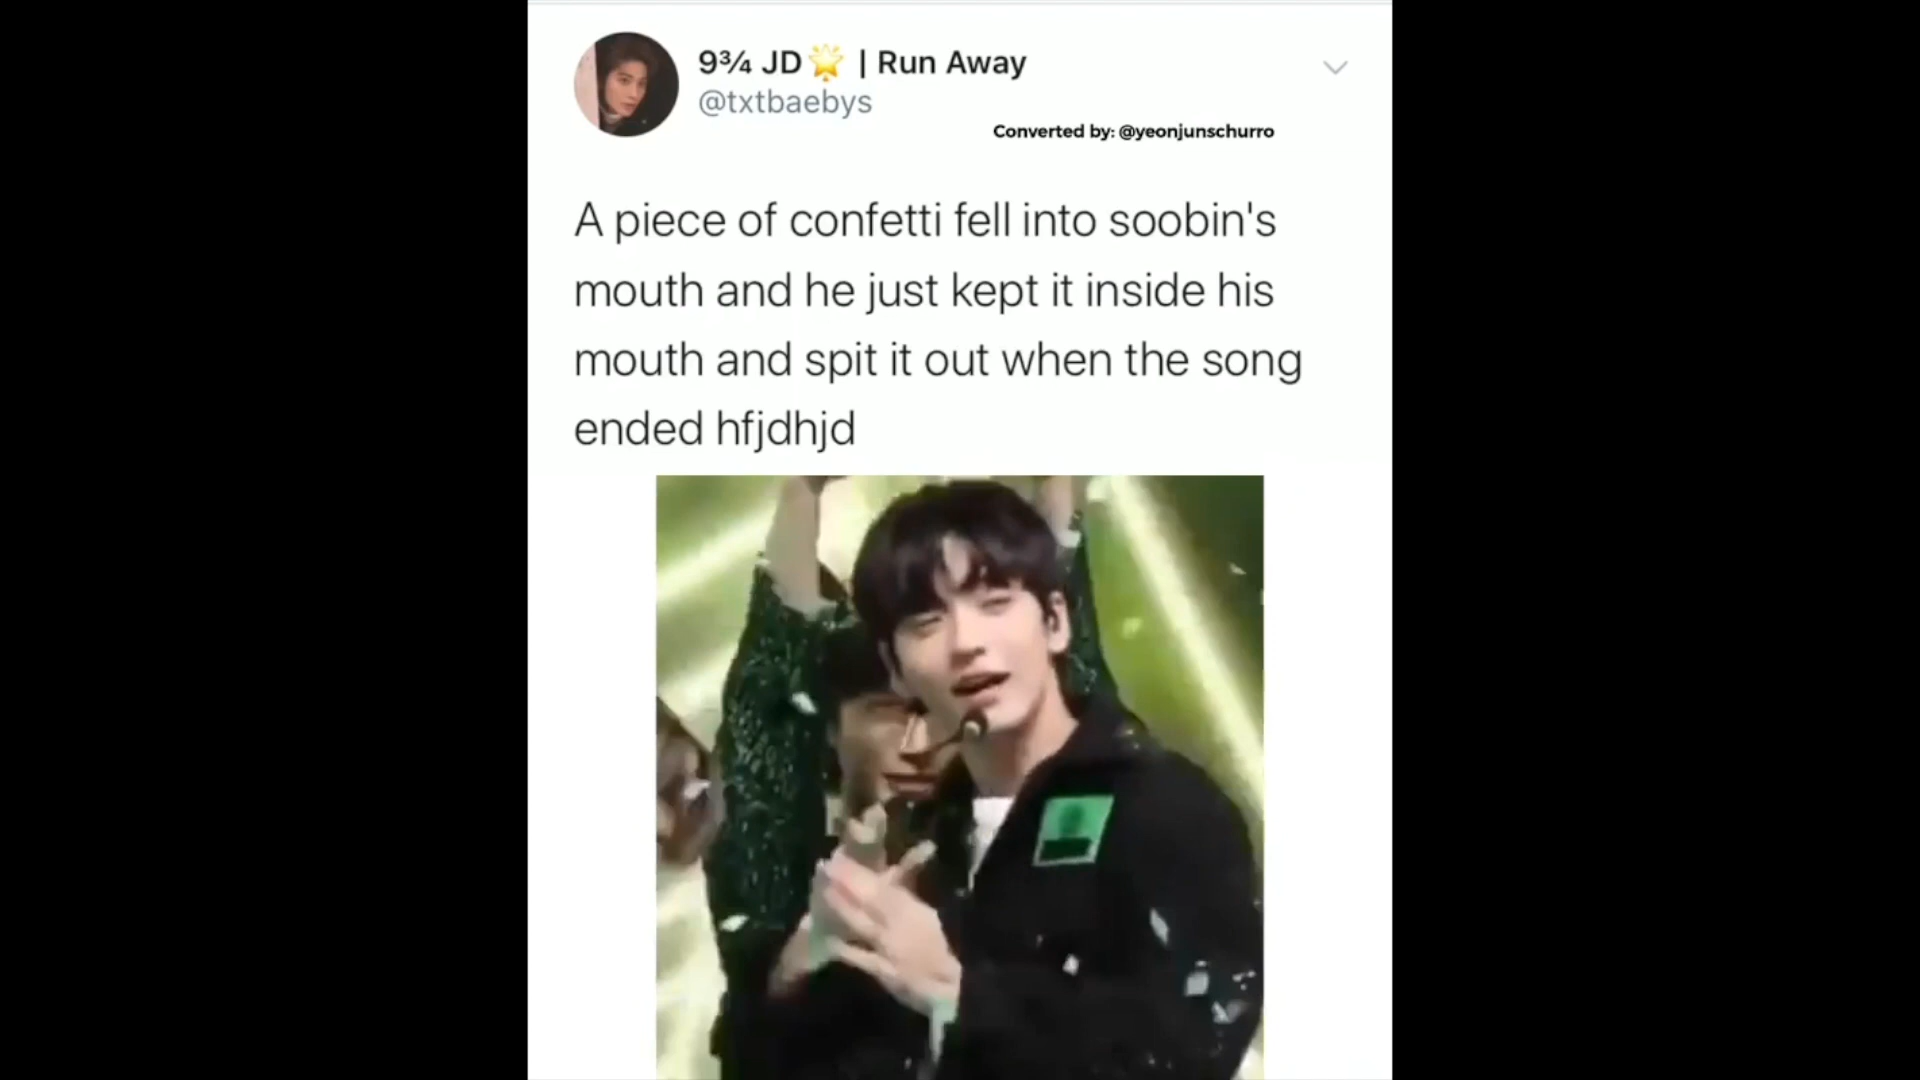 9¾ JD🌟 | Run Away
@txtbaebys
Converted by: @yeonjunschurro
A piece of confetti fell into soobin's
mouth and he just kept it inside his
mouth and spit it out when the song
ended hfjdhjd